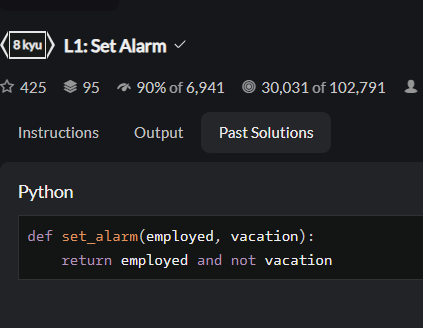 8 kyu L1: Set Alarm
425 95 90% of 6,941 30,031 of 102,791
Instructions Output Past Solutions
Python
def set_alarm(employed, vacation):
    return employed and not vacation